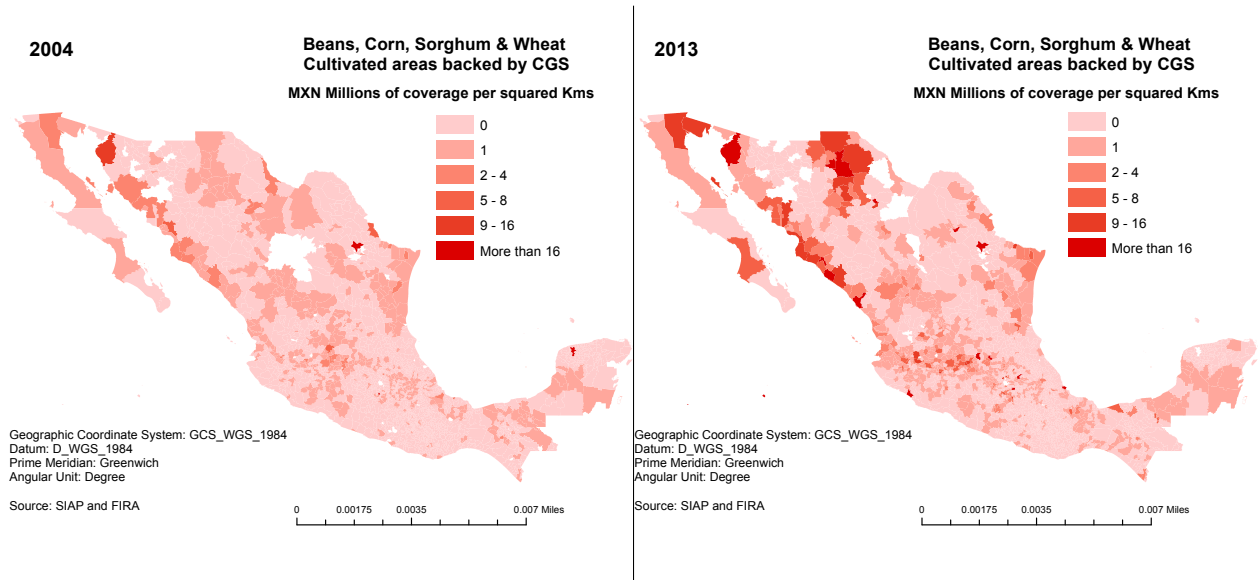 2004
Beans, Corn, Sorghum & Wheat
Cultivated areas backed by CGS
MXN Millions of coverage per squared Kms
0
1
2 - 4
5 - 8
9 - 16
More than 16
Geographic Coordinate System: GCS_WGS_1984
Datum: D_WGS_1984
Prime Meridian: Greenwich
Angular Unit: Degree
Source: SIAP and FIRA
0 0.00175 0.0035 0.007 Miles
2013
Beans, Corn, Sorghum & Wheat
Cultivated areas backed by CGS
MXN Millions of coverage per squared Kms
0
1
2 - 4
5 - 8
9 - 16
More than 16
Geographic Coordinate System: GCS_WGS_1984
Datum: D_WGS_1984
Prime Meridian: Greenwich
Angular Unit: Degree
Source: SIAP and FIRA
0 0.00175 0.0035 0.007 Miles